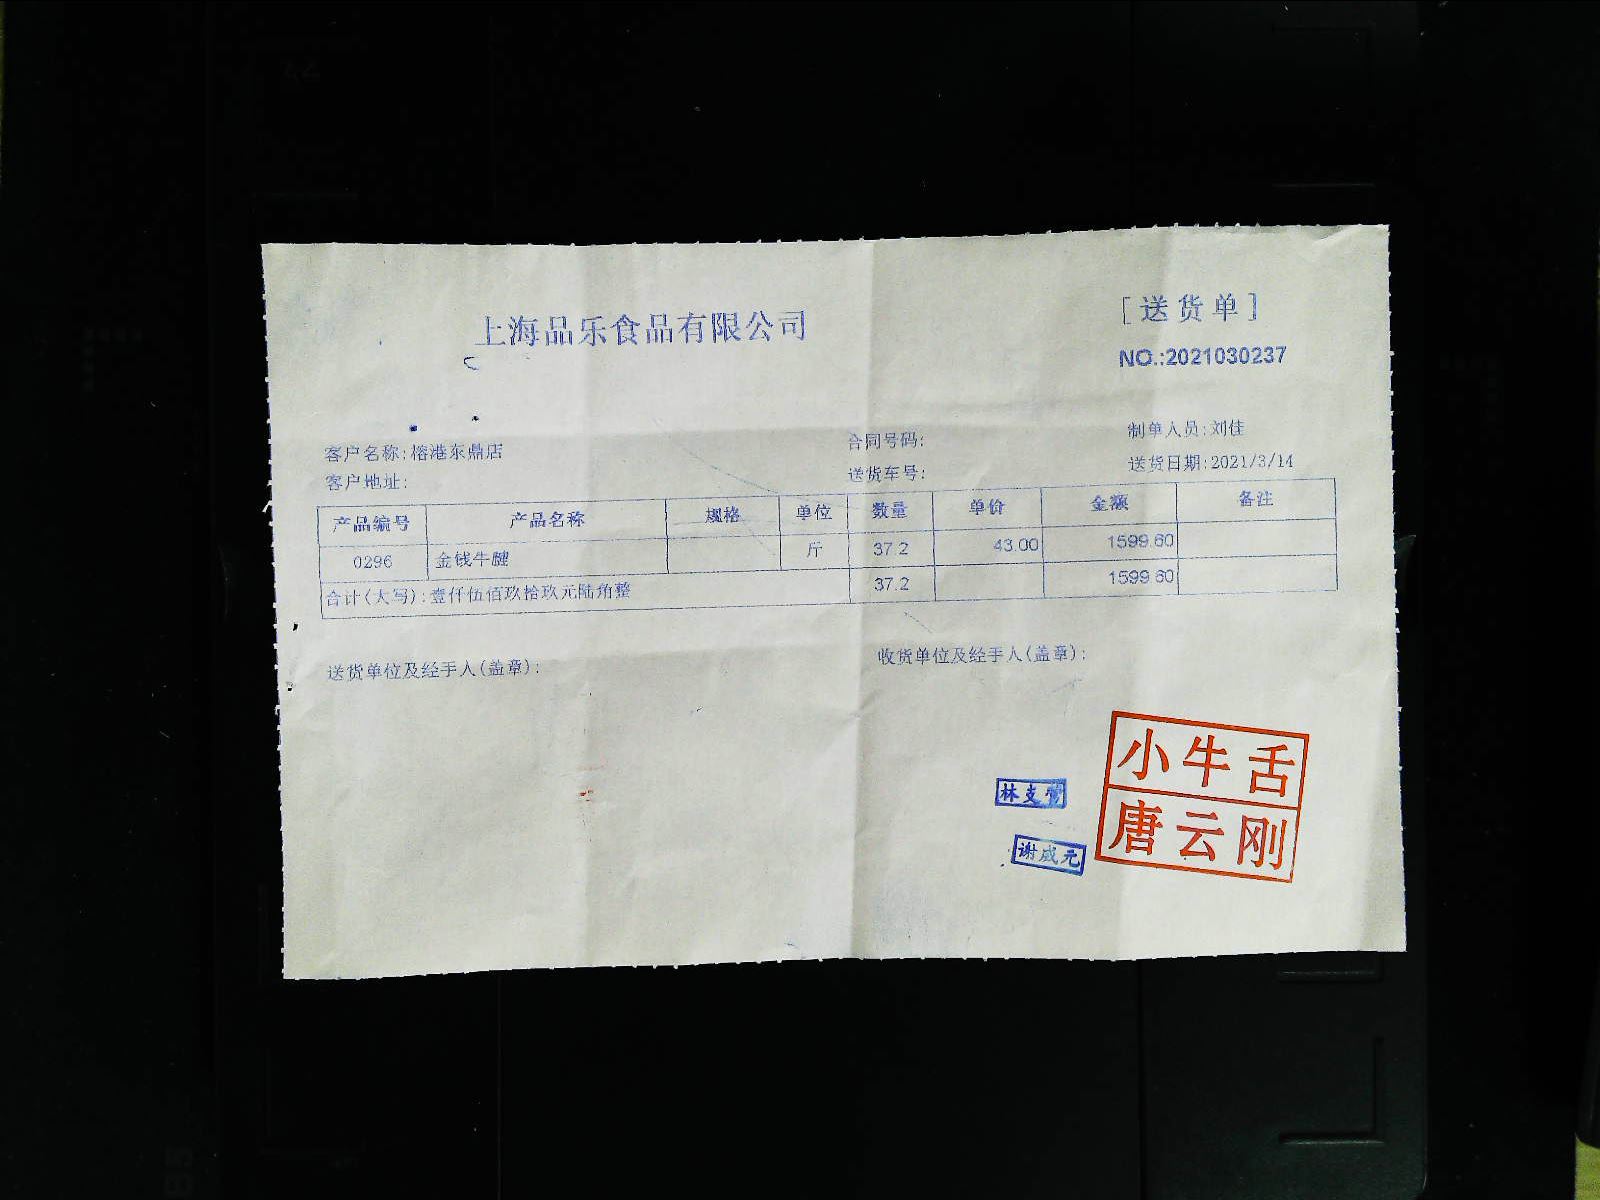 上海品乐食品有限公司
[送货单]
NO.:2021030237
客户名称:榕港东鼎店
合同号码:
制单人员:刘佳
客户地址:
送货车号:
送货日期:2021/3/14
产品编号 产品名称 规格 单位 数量 单价 金额 备注
0296 金钱牛腱 斤 37.2 43.00 1599.60
合计(大写):壹仟伍佰玖拾玖元陆角整 37.2 1599.60
送货单位及经手人(盖章):
收货单位及经手人(盖章):
小牛舌
唐云刚
林支
谢成元